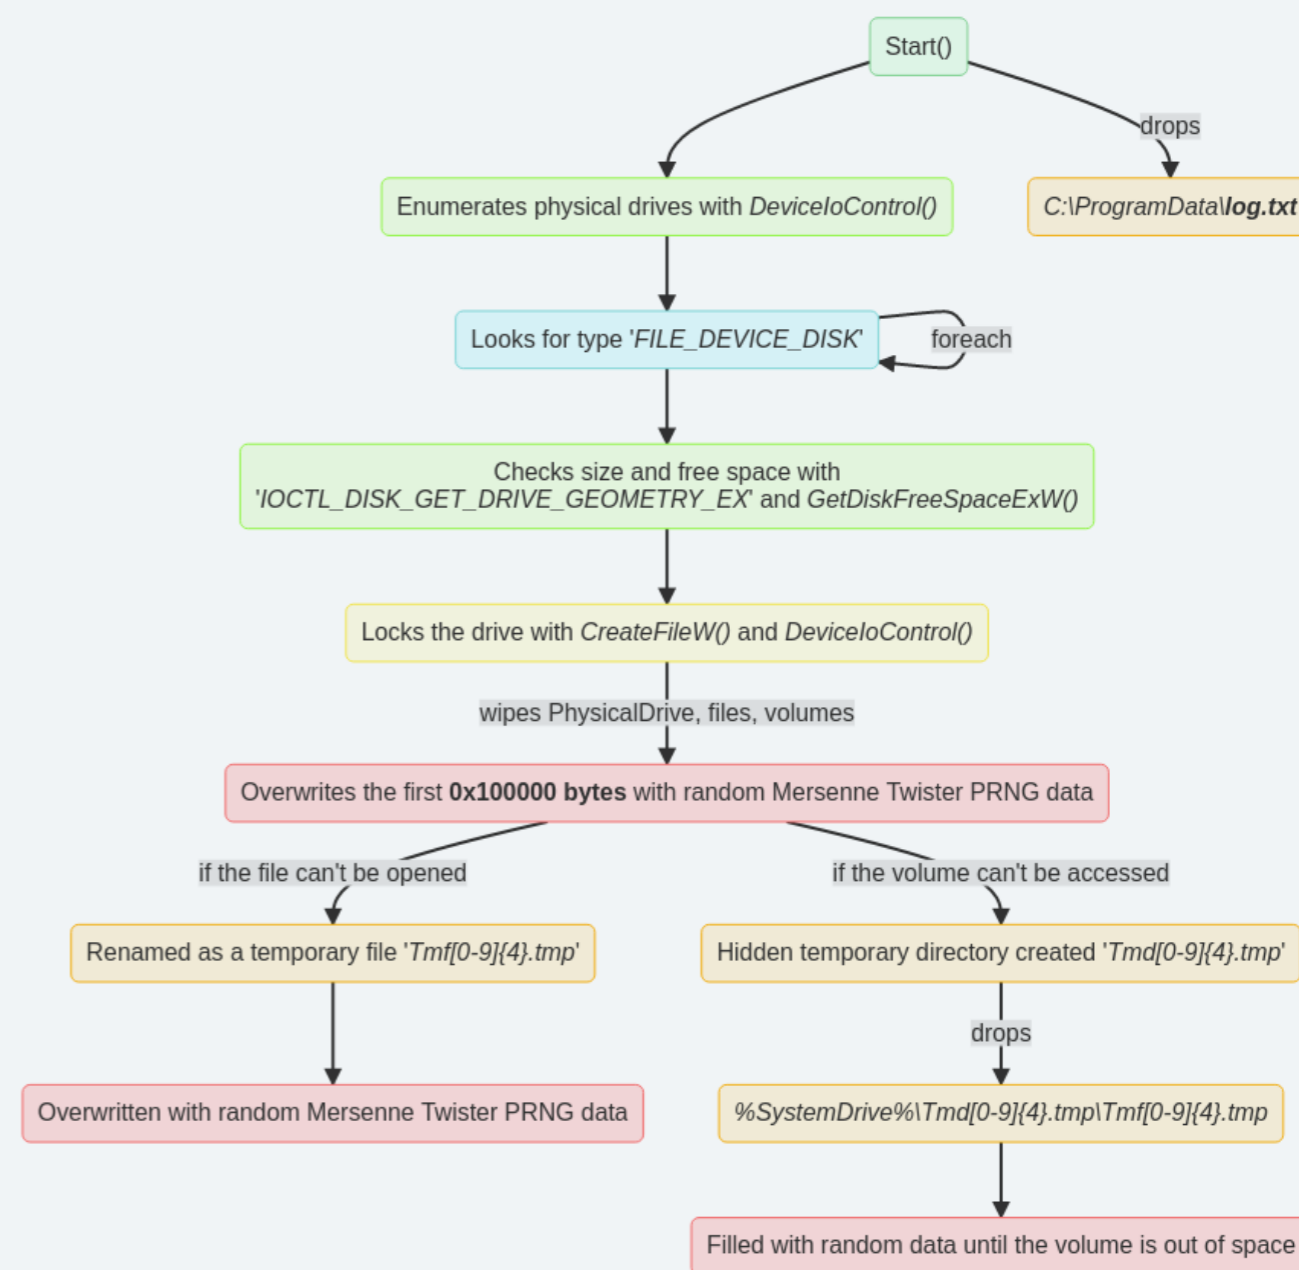 Start()
drops
Enumerates physical drives with DeviceIoControl()
C:\ProgramData\log.txt
Looks for type 'FILE_DEVICE_DISK'
foreach
Checks size and free space with
'IOCTL_DISK_GET_DRIVE_GEOMETRY_EX' and GetDiskFreeSpaceExW()
Locks the drive with CreateFileW() and DeviceIoControl()
wipes PhysicalDrive, files, volumes
Overwrites the first 0x100000 bytes with random Mersenne Twister PRNG data
if the file can't be opened
if the volume can't be accessed
Renamed as a temporary file 'Tmf[0-9]{4}.tmp'
Hidden temporary directory created 'Tmd[0-9]{4}.tmp'
drops
Overwritten with random Mersenne Twister PRNG data
%SystemDrive%\Tmd[0-9]{4}.tmp\Tmf[0-9]{4}.tmp
Filled with random data until the volume is out of space